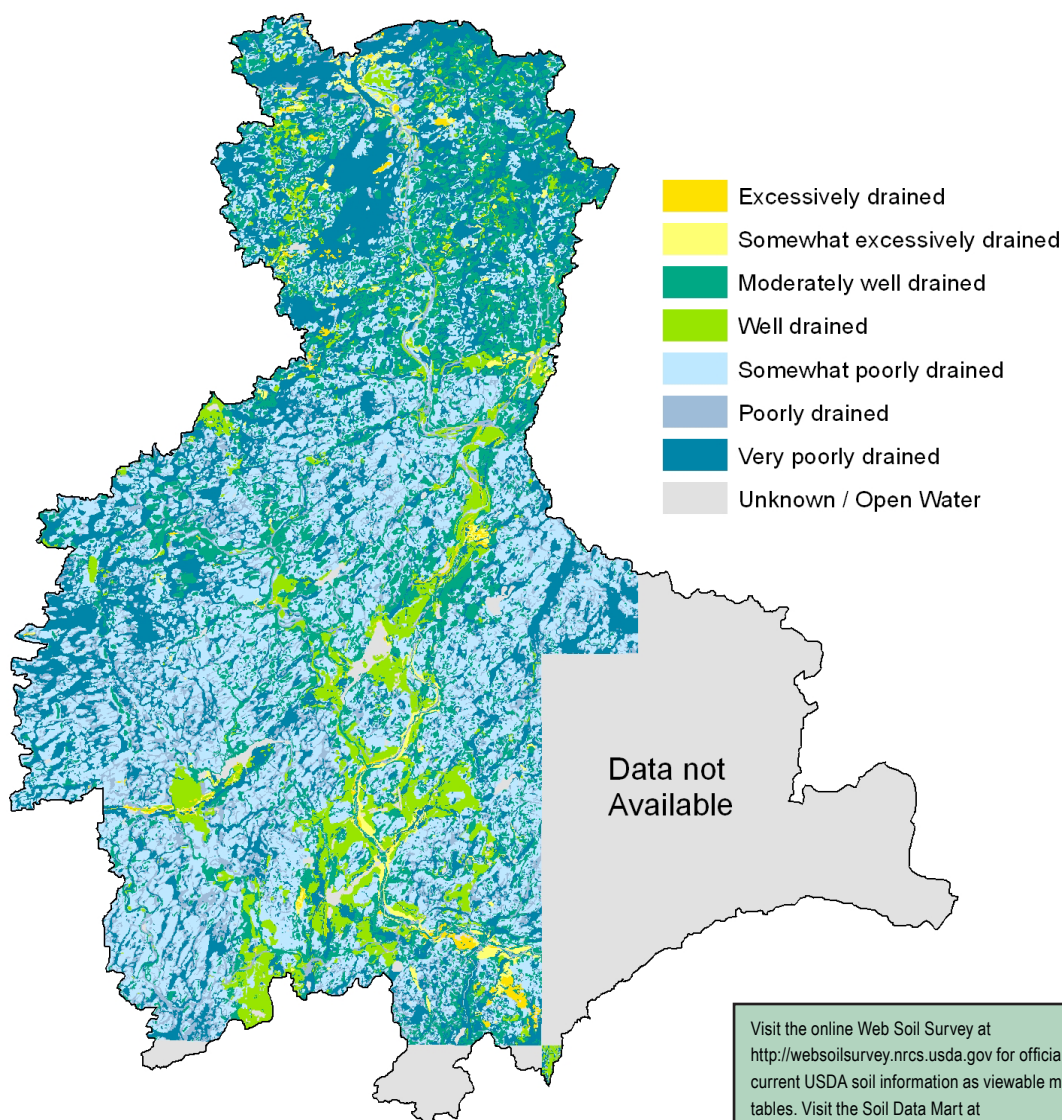 Excessively drained
Somewhat excessively drained
Moderately well drained
Well drained
Somewhat poorly drained
Poorly drained
Very poorly drained
Unknown / Open Water
Data not
Available
Visit the online Web Soil Survey at
http://websoilsurvey.nrcs.usda.gov for
current USDA soil information as viewable
tables. Visit the Soil Data Mart at